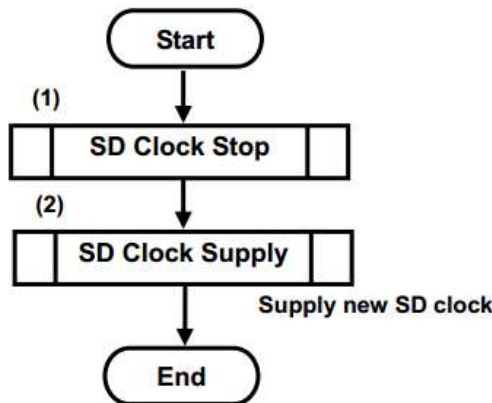 Start
(1)
SD Clock Stop
(2)
SD Clock Supply
Supply new SD clock
End